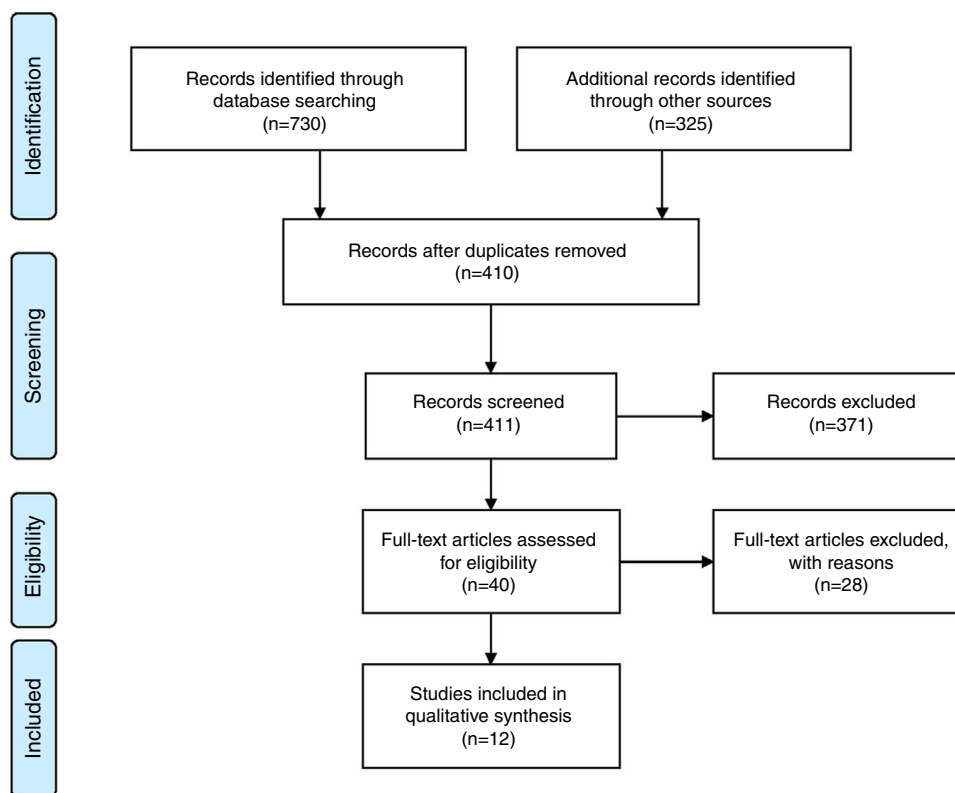 Identification
Records identified through
database searching
(n=730)
Additional records identified
through other sources
(n=325)
Records after duplicates removed
(n=410)
Screening
Records screened
(n=411)
Records excluded
(n=371)
Eligibility
Full-text articles assessed
for eligibility
(n=40)
Full-text articles excluded,
with reasons
(n=28)
Included
Studies included in
qualitative synthesis
(n=12)